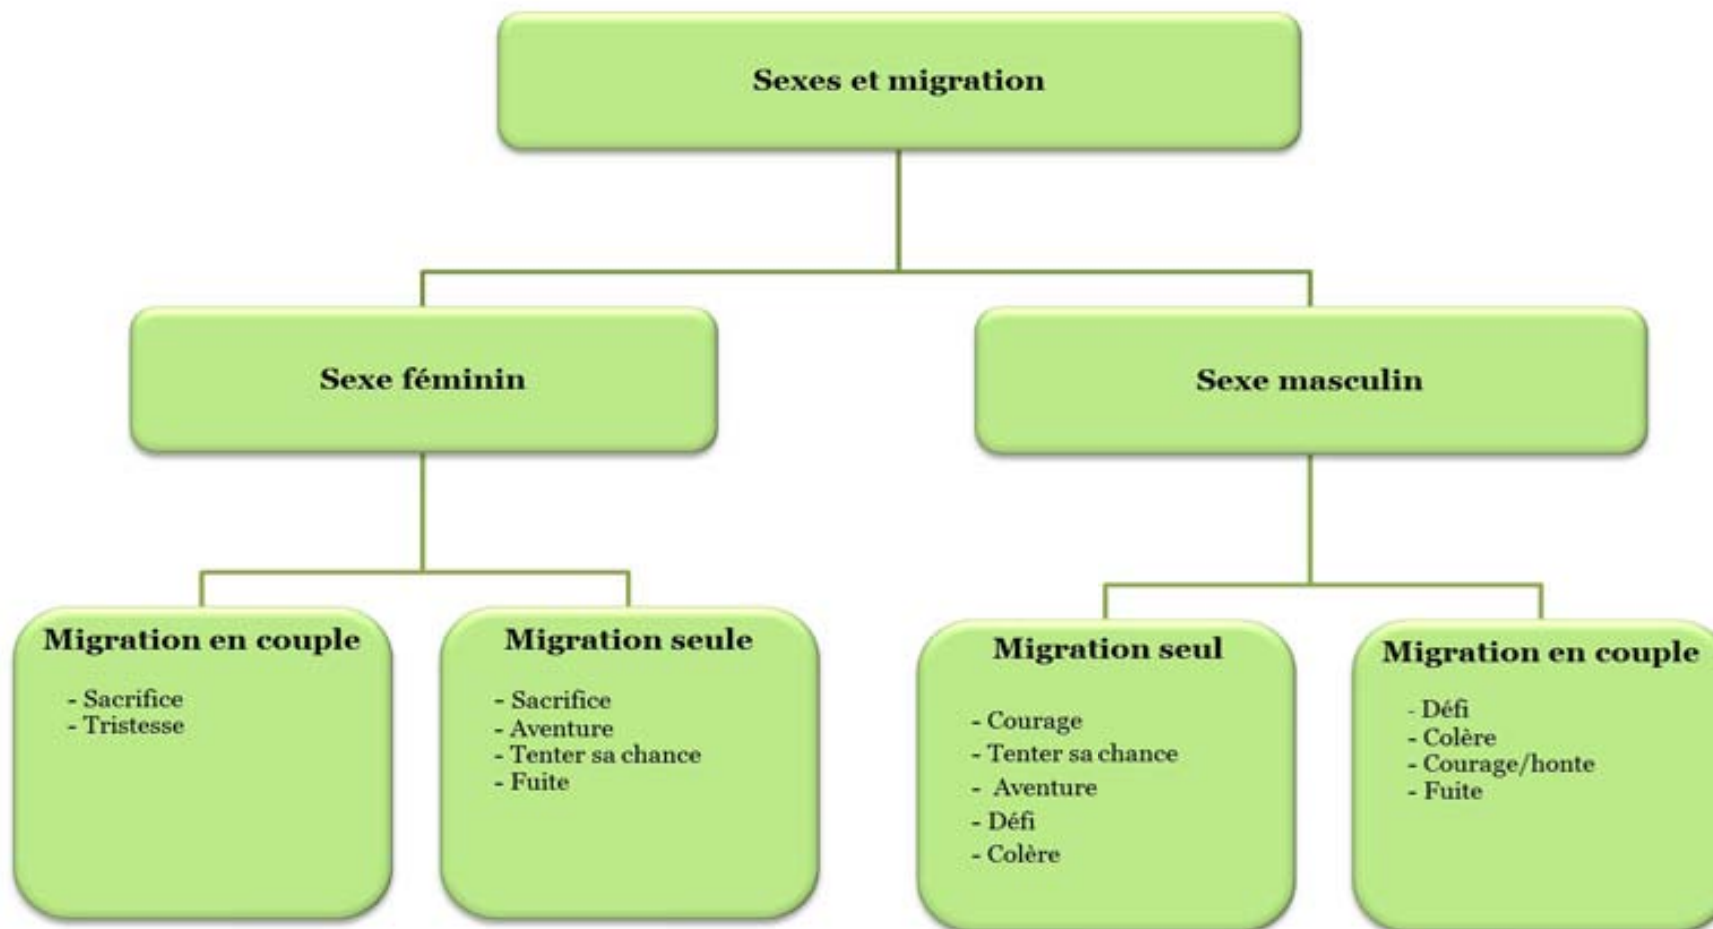 Sexes et migration
Sexe féminin
Sexe masculin
Migration en couple
- Sacrifice
- Tristesse
Migration seule
- Sacrifice
- Aventure
- Tenter sa chance
- Fuite
Migration seul
- Courage
- Tenter sa chance
- Aventure
- Défi
- Colère
Migration en couple
- Défi
- Colère
- Courage/honte
- Fuite